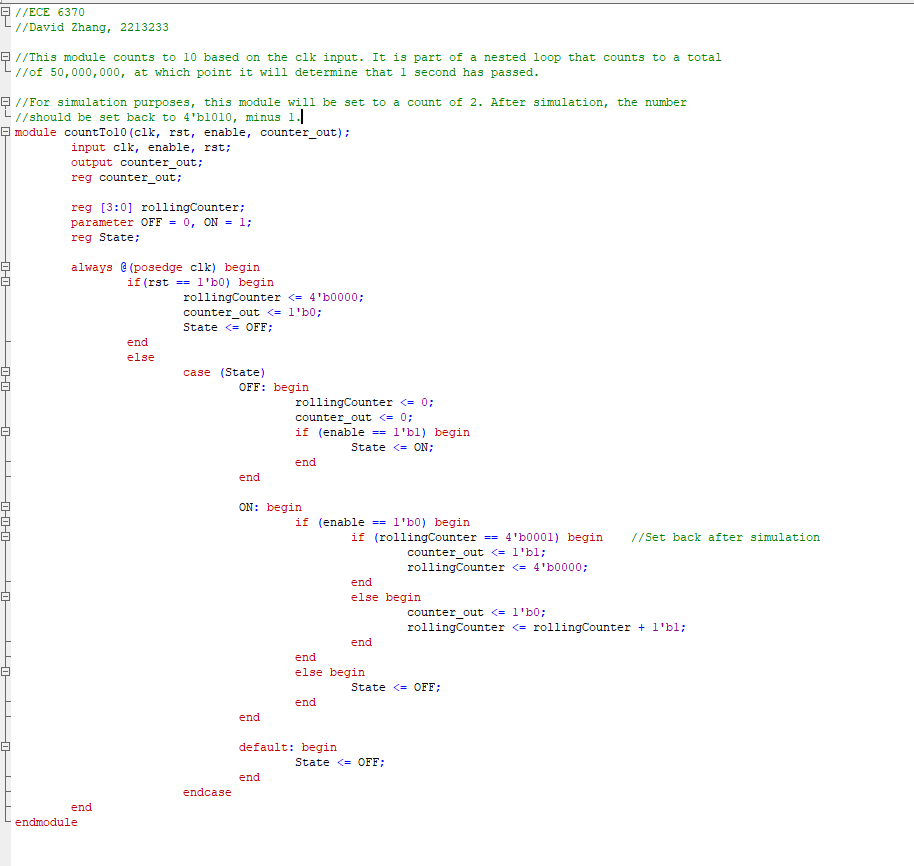 //ECE 6370
//David Zhang, 2213233
//This module counts to 10 based on the clk input. It is part of a nested loop that counts to a total
//of 50,000,000, at which point it will determine that 1 second has passed.
//For simulation purposes, this module will be set to a count of 2. After simulation, the number
//should be set back to 4'b1010, minus 1.
module countTo10(clk, rst, enable, counter_out);
input clk, enable, rst;
output counter_out;
reg counter_out;
reg [3:0] rollingCounter;
parameter OFF = 0, ON = 1;
reg State;
always @(posedge clk) begin
if(rst == 1'b0) begin
rollingCounter <= 4'b0000;
counter_out <= 1'b0;
State <= OFF;
end
else
case (State)
OFF: begin
rollingCounter <= 0;
counter_out <= 0;
if (enable == 1'b1) begin
State <= ON;
end
end
ON: begin
if (enable == 1'b0) begin
if (rollingCounter == 4'b0001) begin //Set back after simulation
counter_out <= 1'b1;
rollingCounter <= 4'b0000;
end
else begin
counter_out <= 1'b0;
rollingCounter <= rollingCounter + 1'b1;
end
end
else begin
State <= OFF;
end
end
default: begin
State <= OFF;
end
endcase
end
endmodule